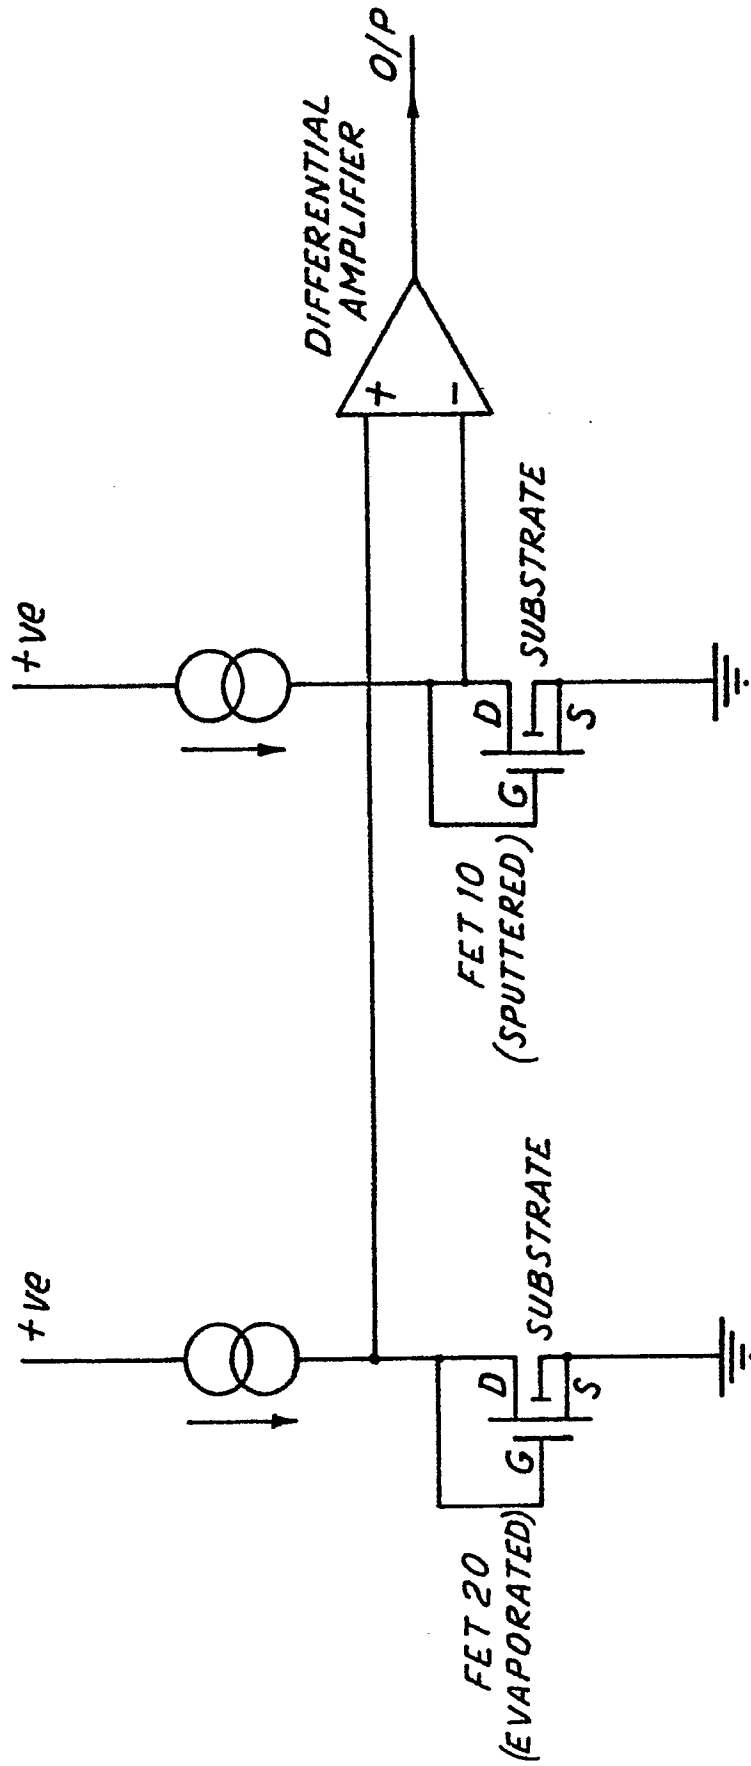 +ve
+ve
DIFFERENTIAL
AMPLIFIER
O/P
+
-
FET 20
(EVAPORATED)
G
D
S
SUBSTRATE
FET 10
(SPUTTERED)
G
D
S
SUBSTRATE